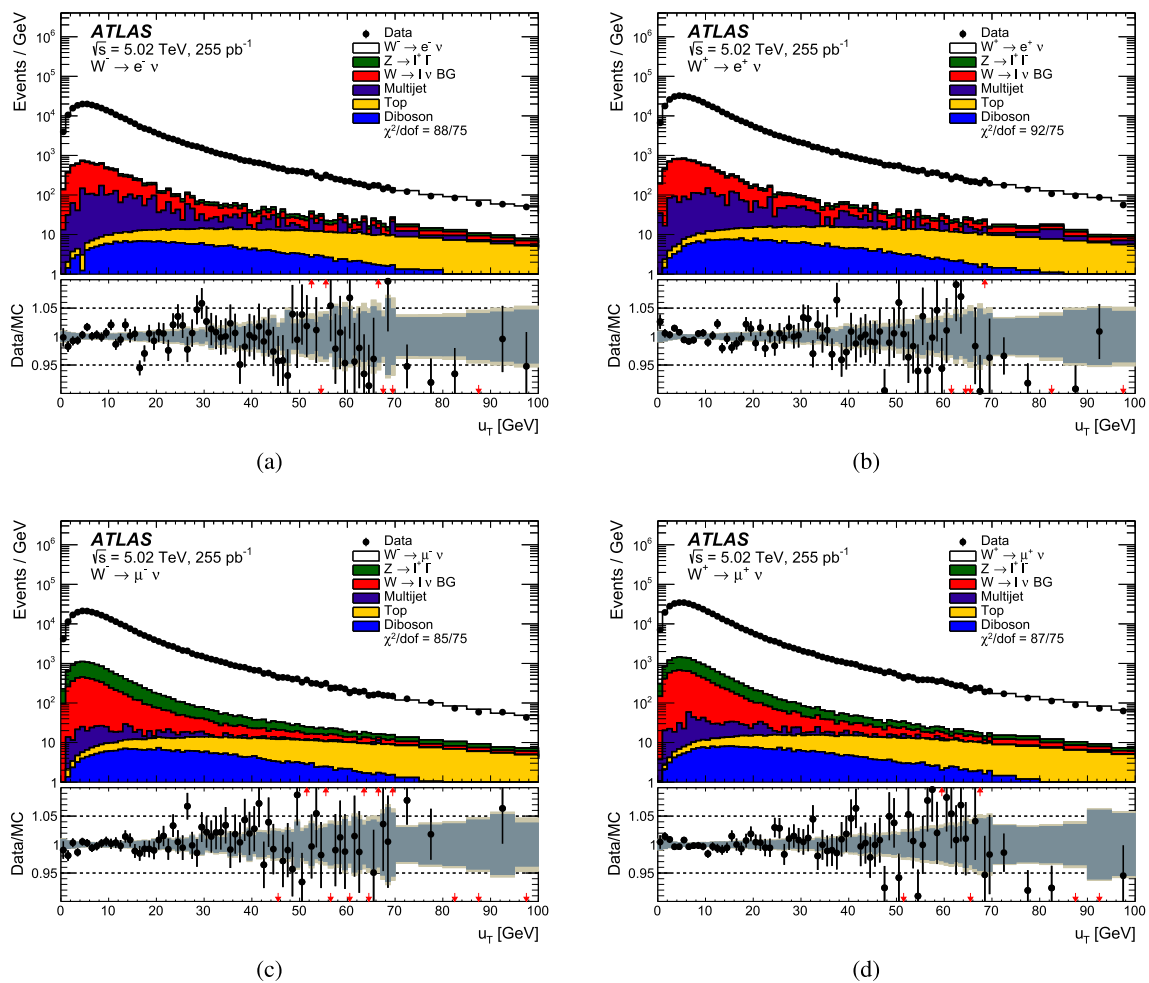 ATLAS
√s = 5.02 TeV, 255 pb⁻¹
W⁻ → e⁻ ν
Data
W⁻ → e⁻ ν
Z → l⁺ l⁻
W → l ν BG
Multijet
Top
Diboson
χ²/dof = 88/75
Events / GeV
10⁶
10⁵
10⁴
10³
10²
10
1
Data/MC
1.05
1
0.95
0 10 20 30 40 50 60 70 80 90 100
u_T [GeV]
(a)
ATLAS
√s = 5.02 TeV, 255 pb⁻¹
W⁺ → e⁺ ν
Data
W⁺ → e⁺ ν
Z → l⁺ l⁻
W → l ν BG
Multijet
Top
Diboson
χ²/dof = 92/75
Events / GeV
10⁶
10⁵
10⁴
10³
10²
10
1
Data/MC
1.05
1
0.95
0 10 20 30 40 50 60 70 80 90 100
u_T [GeV]
(b)
ATLAS
√s = 5.02 TeV, 255 pb⁻¹
W⁻ → μ⁻ ν
Data
W⁻ → μ⁻ ν
Z → l⁺ l⁻
W → l ν BG
Multijet
Top
Diboson
χ²/dof = 85/75
Events / GeV
10⁶
10⁵
10⁴
10³
10²
10
1
Data/MC
1.05
1
0.95
0 10 20 30 40 50 60 70 80 90 100
u_T [GeV]
(c)
ATLAS
√s = 5.02 TeV, 255 pb⁻¹
W⁺ → μ⁺ ν
Data
W⁺ → μ⁺ ν
Z → l⁺ l⁻
W → l ν BG
Multijet
Top
Diboson
χ²/dof = 87/75
Events / GeV
10⁶
10⁵
10⁴
10³
10²
10
1
Data/MC
1.05
1
0.95
0 10 20 30 40 50 60 70 80 90 100
u_T [GeV]
(d)